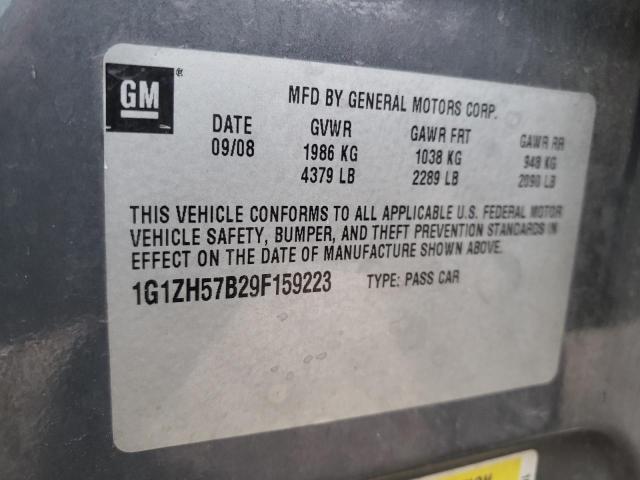 GM®
MFD BY GENERAL MOTORS CORP.
DATE GVWR GAWR FRT GAWR RR
09/08 1986 KG 1038 KG 948 KG
4379 LB 2289 LB 2090 LB
THIS VEHICLE CONFORMS TO ALL APPLICABLE U.S. FEDERAL MOTOR
VEHICLE SAFETY, BUMPER, AND THEFT PREVENTION STANDARDS IN
EFFECT ON THE DATE OF MANUFACTURE SHOWN ABOVE.
1G1ZH57B29F159223 TYPE: PASS CAR